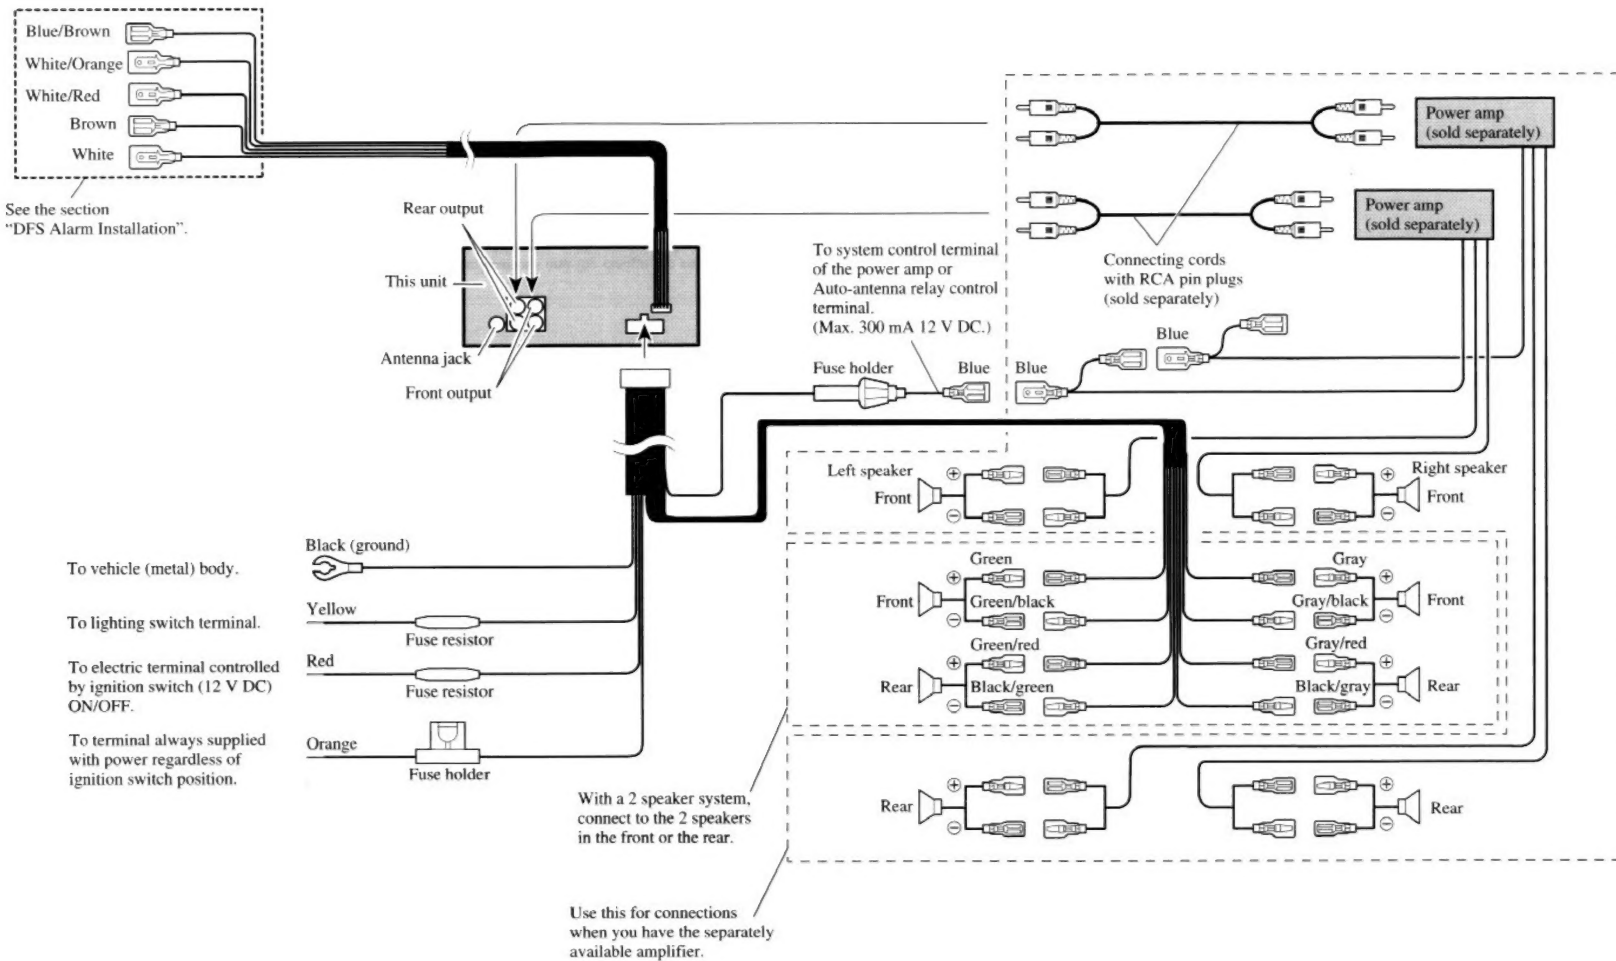 Blue/Brown
White/Orange
White/Red
Brown
White
See the section
“DFS Alarm Installation”.
Rear output
This unit
Antenna jack
Front output
To system control terminal
of the power amp or
Auto-antenna relay control
terminal.
(Max. 300 mA 12 V DC.)
Fuse holder
Blue
Blue
Blue
Connecting cords
with RCA pin plugs
(sold separately)
Power amp
(sold separately)
Power amp
(sold separately)
Left speaker
Front
Right speaker
Front
Black (ground)
To vehicle (metal) body.
Yellow
To lighting switch terminal.
Fuse resistor
Red
To electric terminal controlled
by ignition switch (12 V DC)
ON/OFF.
Fuse resistor
Orange
To terminal always supplied
with power regardless of
ignition switch position.
Fuse holder
Green
Front
Green/black
Gray
Gray/black
Front
Green/red
Rear
Black/green
Gray/red
Black/gray
Rear
⊕
⊖
⊕
⊖
⊕
⊖
⊕
⊖
⊕
⊖
⊕
⊖
⊕
⊖
⊕
⊖
With a 2 speaker system,
connect to the 2 speakers
in the front or the rear.
Rear
Rear
Use this for connections
when you have the separately
available amplifier.